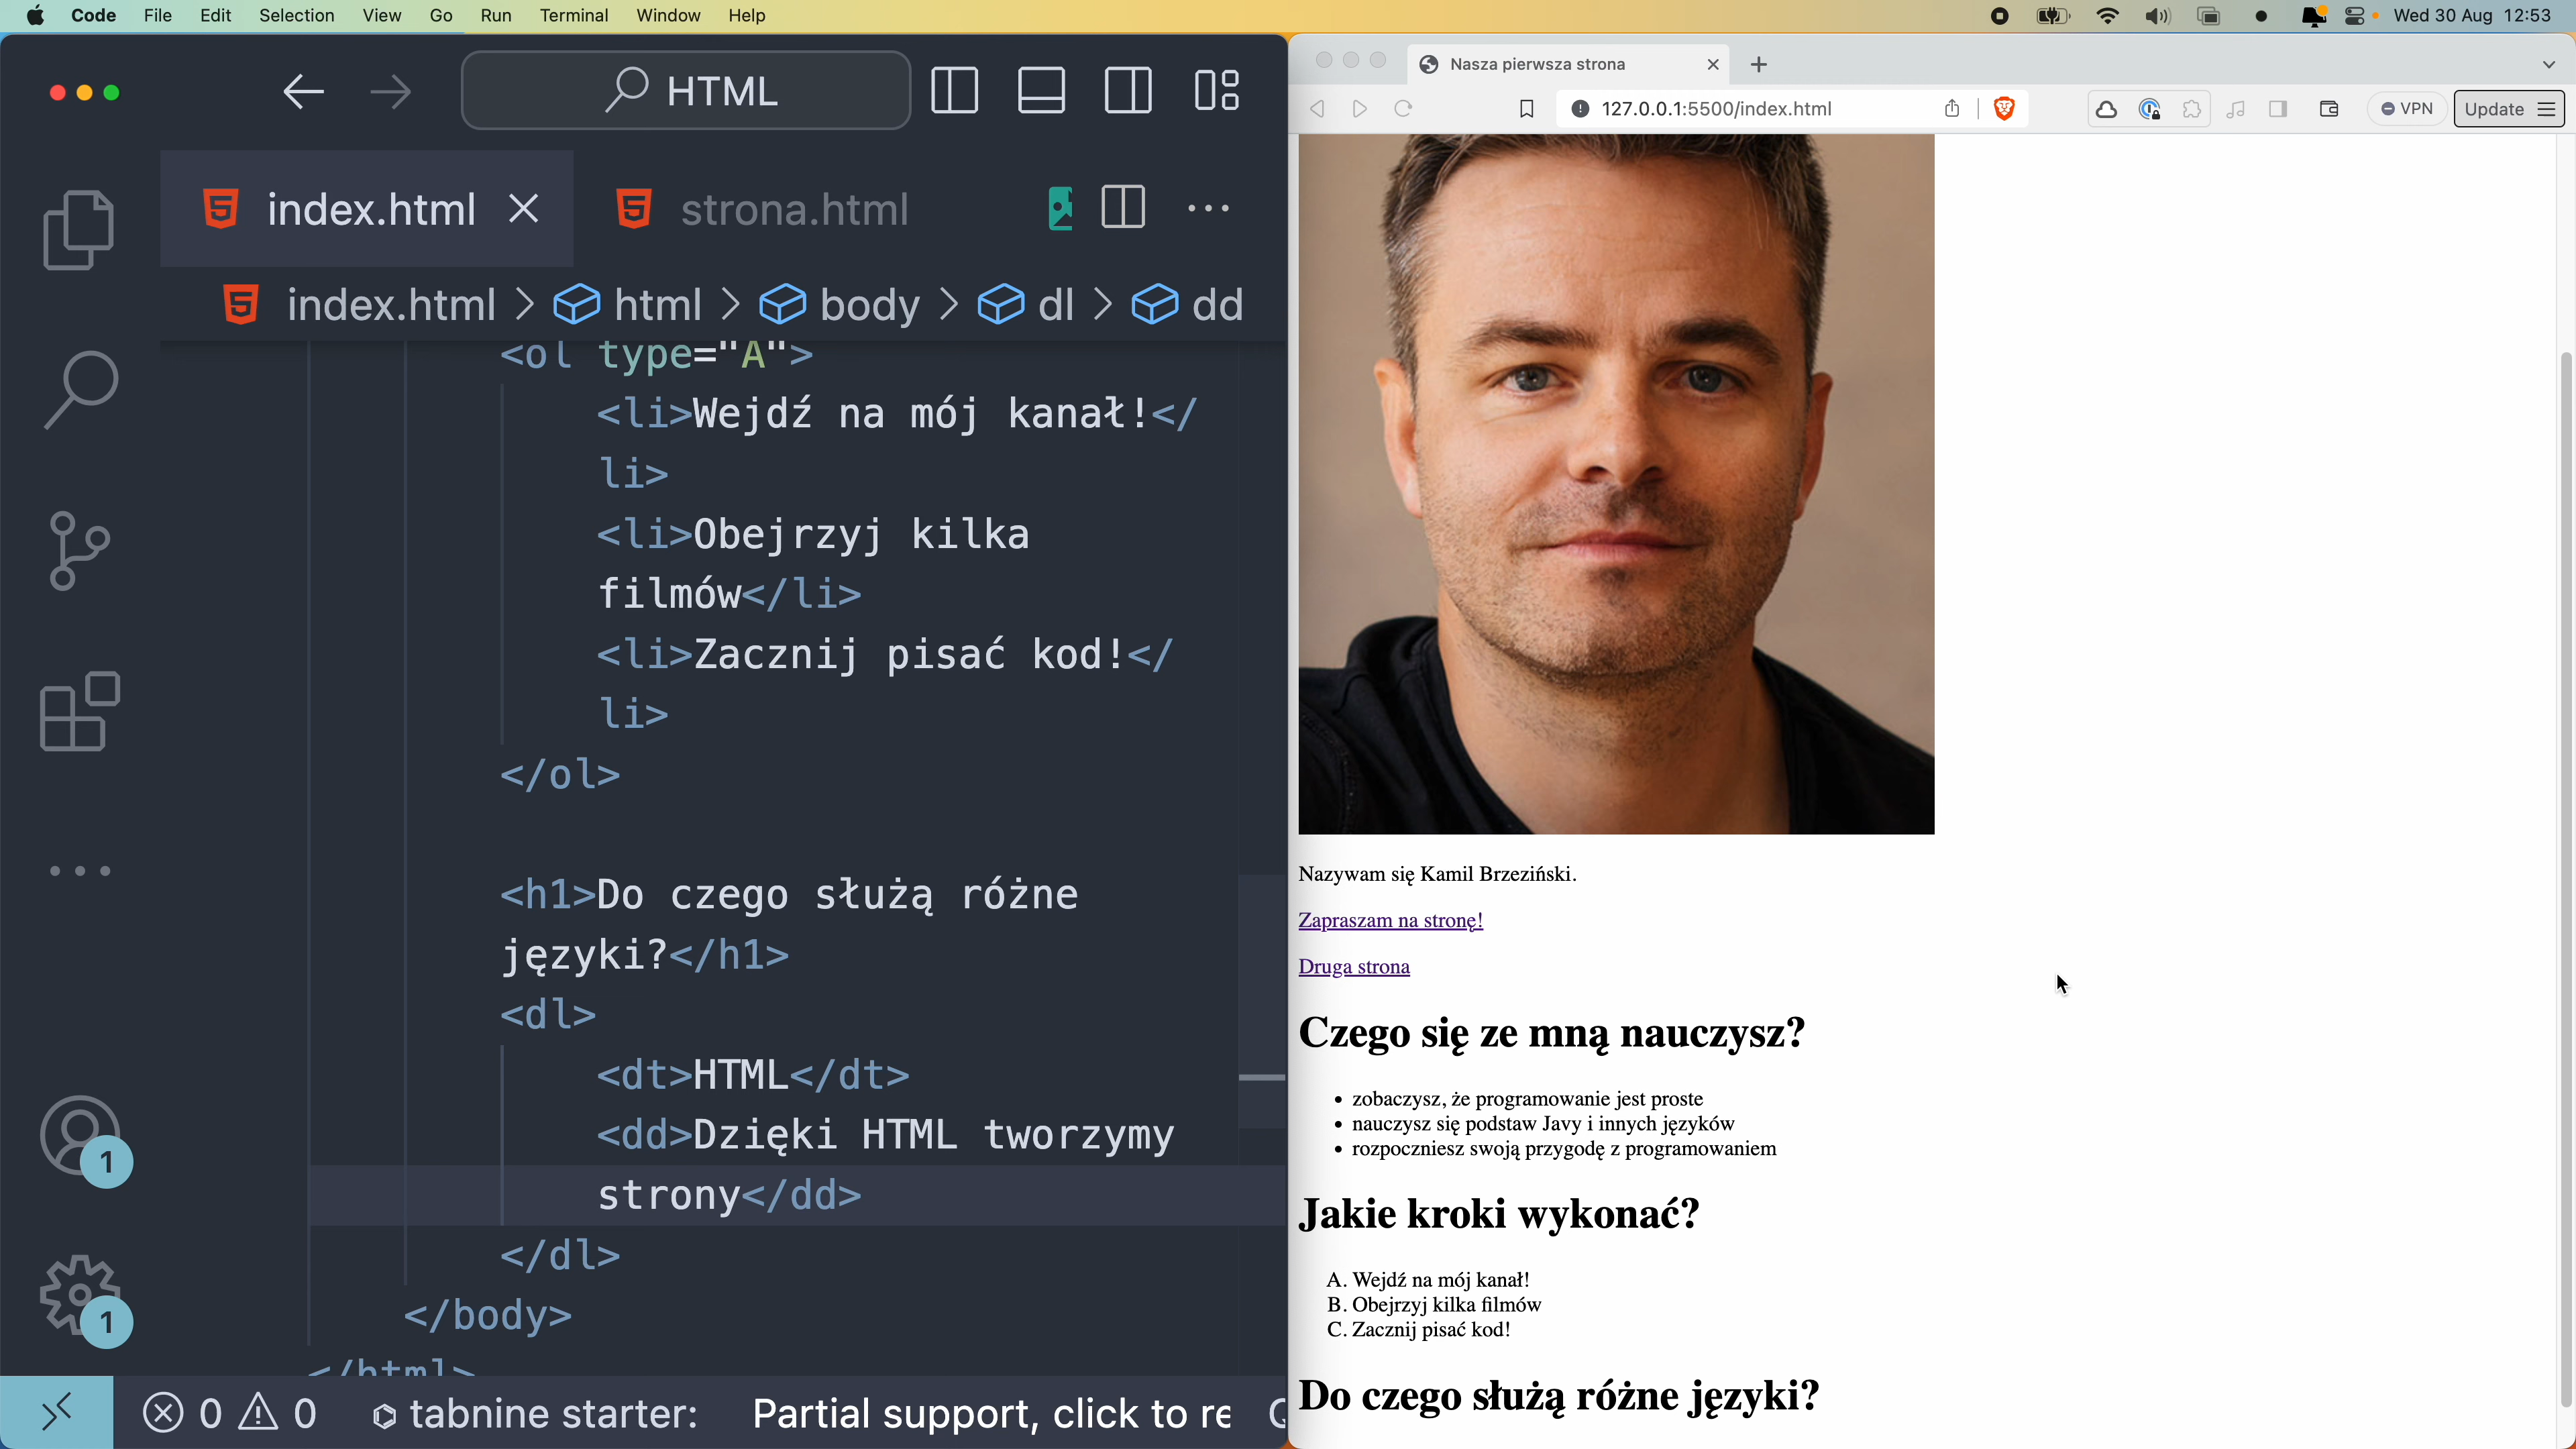 Code File Edit Selection View Go Run Terminal Window Help
Wed 30 Aug 12:53
HTML
index.html
strona.html
index.html > html > body > dl > dd
<ol type="A">
<li>Wejdź na mój kanał!</
li>
<li>Obejrzyj kilka
filmów</li>
<li>Zacznij pisać kod!</
li>
</ol>
<h1>Do czego służą różne
języki?</h1>
<dl>
<dt>HTML</dt>
<dd>Dzięki HTML tworzymy
strony</dd>
</dl>
</body>
</html>
1
1
0 0 tabnine starter: Partial support, click to re
Nasza pierwsza strona
127.0.0.1:5500/index.html
VPN
Update
Nazywam się Kamil Brzeziński.
Zapraszam na stronę!
Druga strona
Czego się ze mną nauczysz?
• zobaczysz, że programowanie jest proste
• nauczysz się podstaw Javy i innych języków
• rozpoczniesz swoją przygodę z programowaniem
Jakie kroki wykonać?
A. Wejdź na mój kanał!
B. Obejrzyj kilka filmów
C. Zacznij pisać kod!
Do czego służą różne języki?